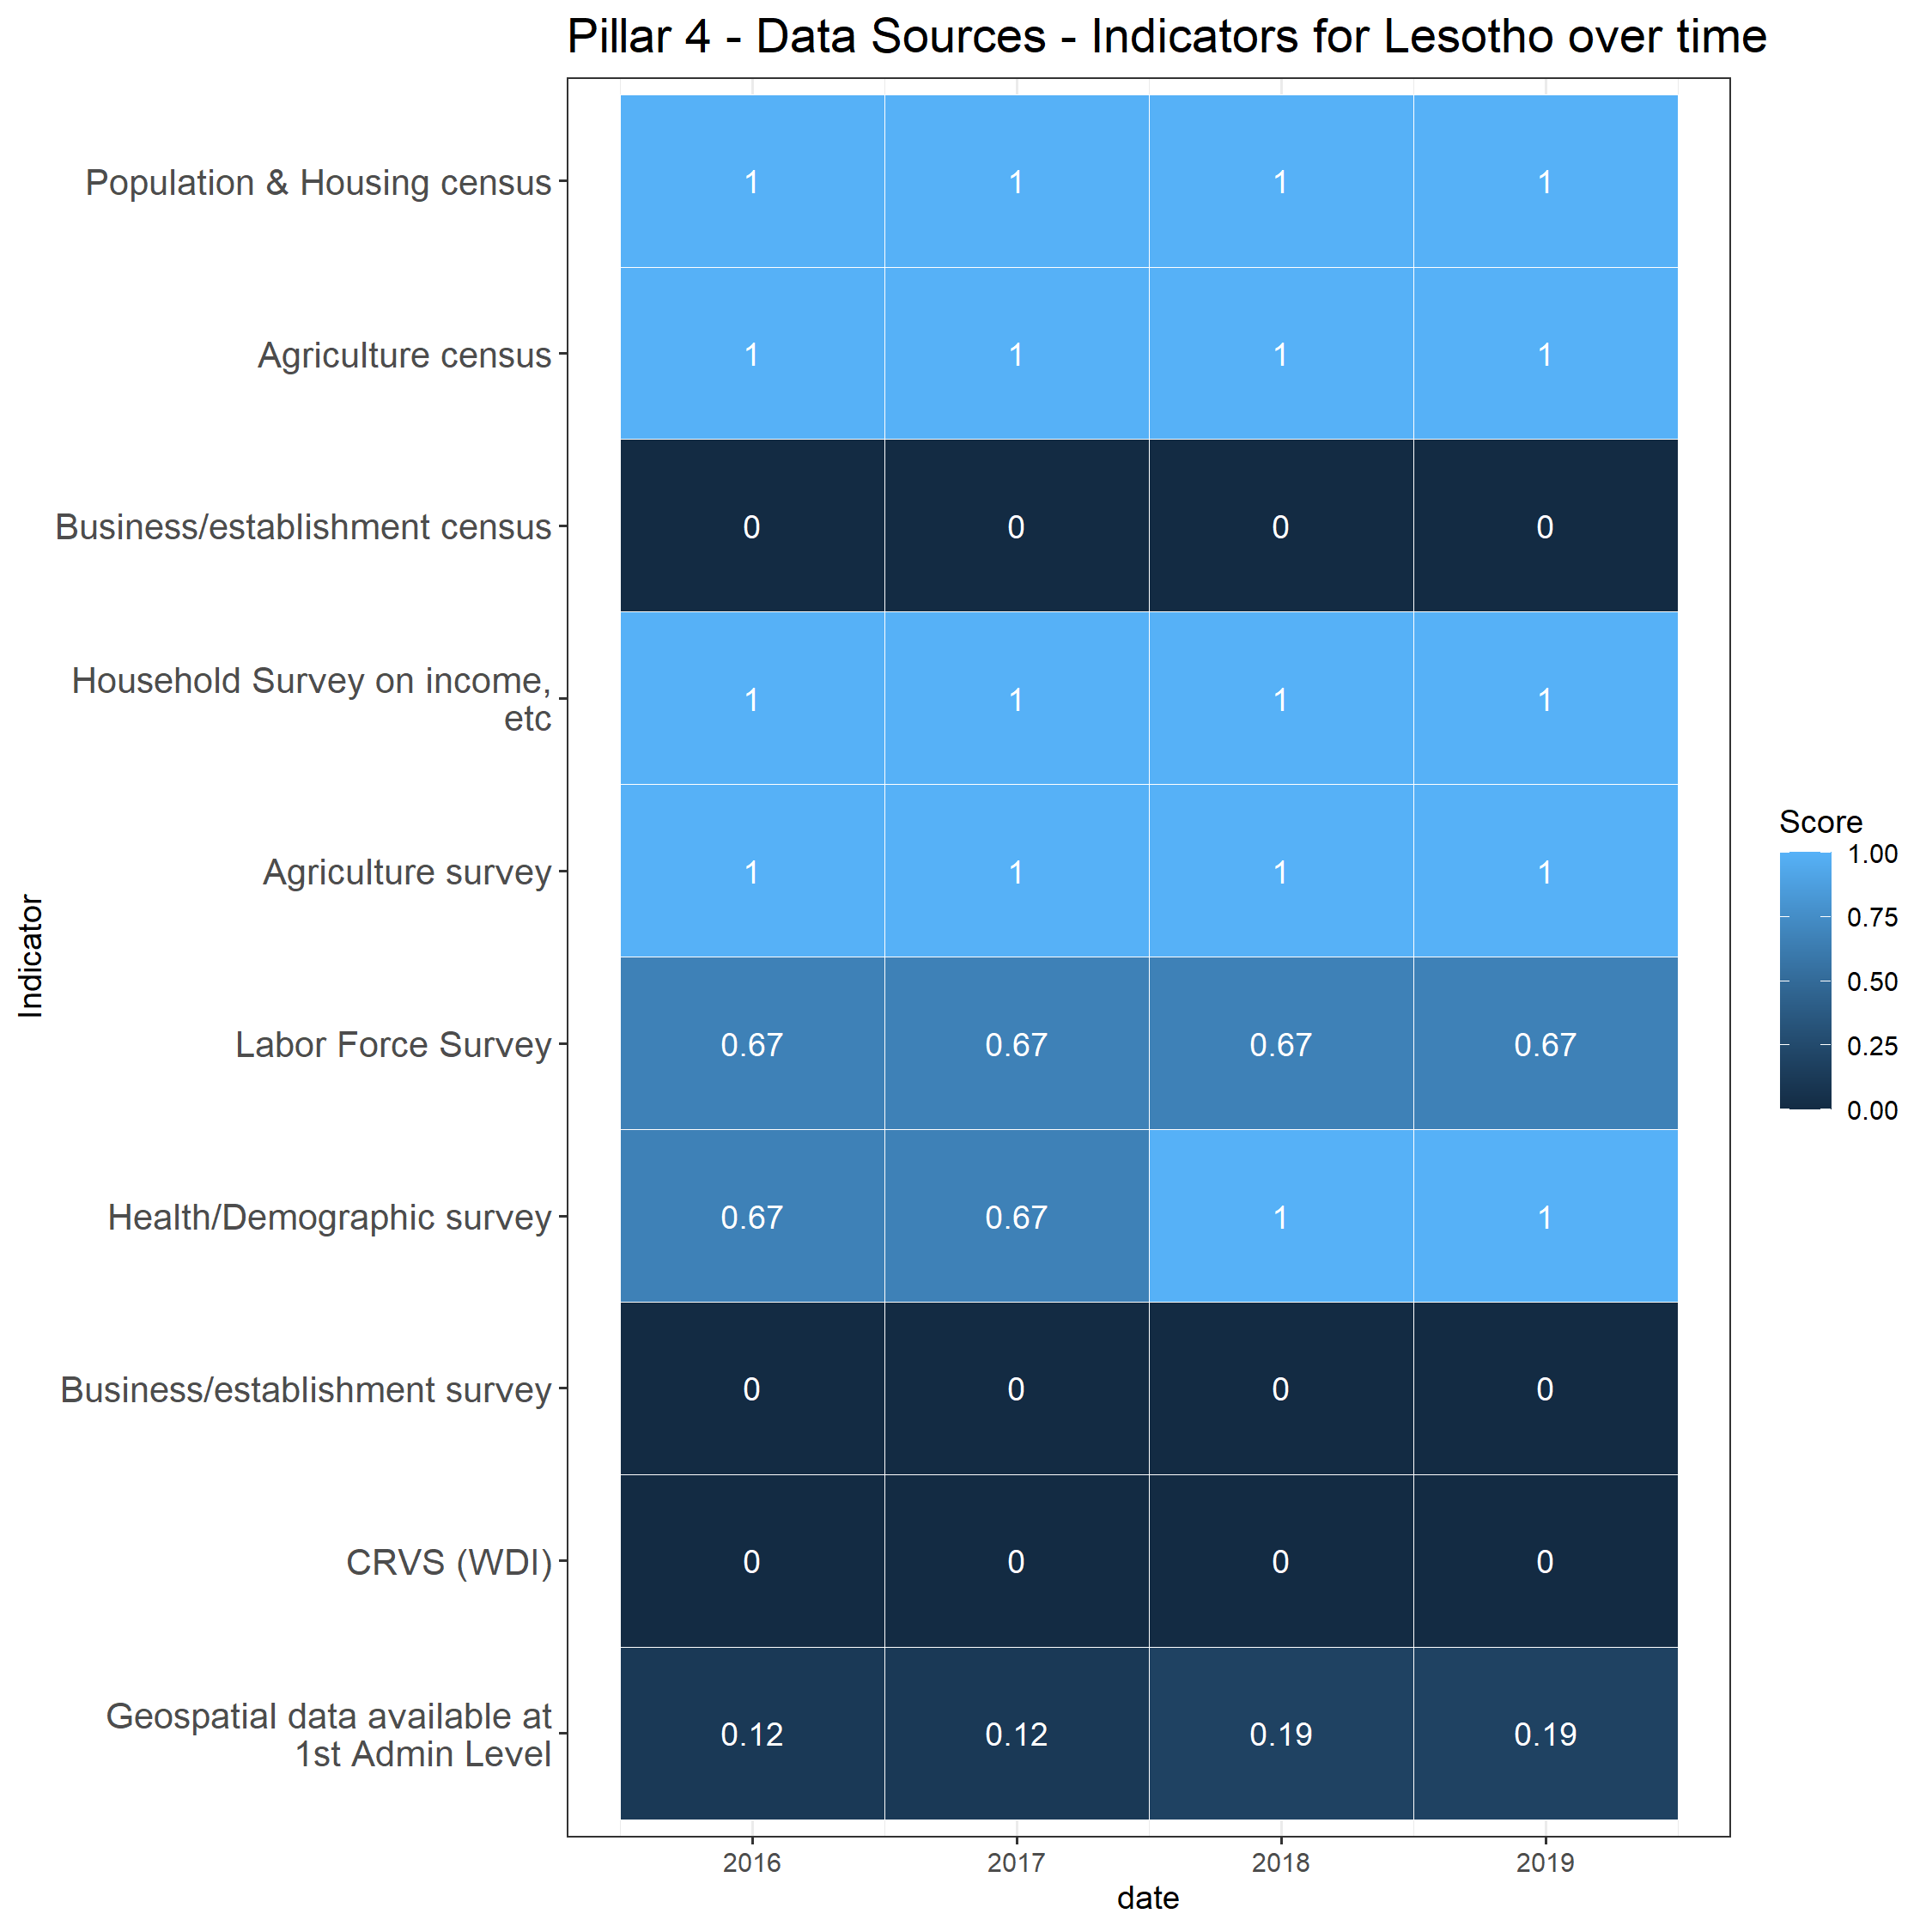 Pillar 4 - Data Sources - Indicators for Lesotho over time
Population & Housing census
1 1 1 1
Agriculture census
1 1 1 1
Business/establishment census
0 0 0 0
Household Survey on income,
etc
1 1 1 1
Agriculture survey
1 1 1 1
Labor Force Survey
0.67 0.67 0.67 0.67
Health/Demographic survey
0.67 0.67 1 1
Business/establishment survey
0 0 0 0
CRVS (WDI)
0 0 0 0
Geospatial data available at
1st Admin Level
0.12 0.12 0.19 0.19
2016 2017 2018 2019
date
Indicator
Score
1.00
0.75
0.50
0.25
0.00